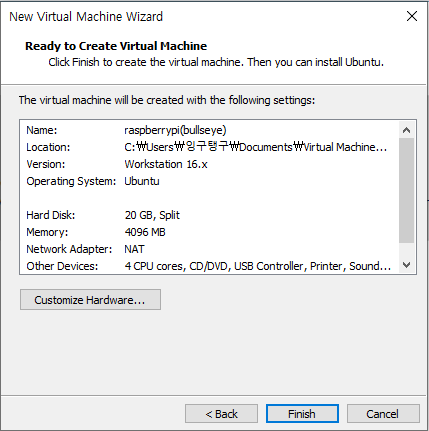 New Virtual Machine Wizard
Ready to Create Virtual Machine
Click Finish to create the virtual machine. Then you can install Ubuntu.
The virtual machine will be created with the following settings:
Name: raspberrypi(bullseye)
Location: C:₩Users₩잉구탱구₩Documents₩Virtual Machine...
Version: Workstation 16.x
Operating System: Ubuntu
Hard Disk: 20 GB, Split
Memory: 4096 MB
Network Adapter: NAT
Other Devices: 4 CPU cores, CD/DVD, USB Controller, Printer, Sound...
Customize Hardware...
< Back
Finish
Cancel